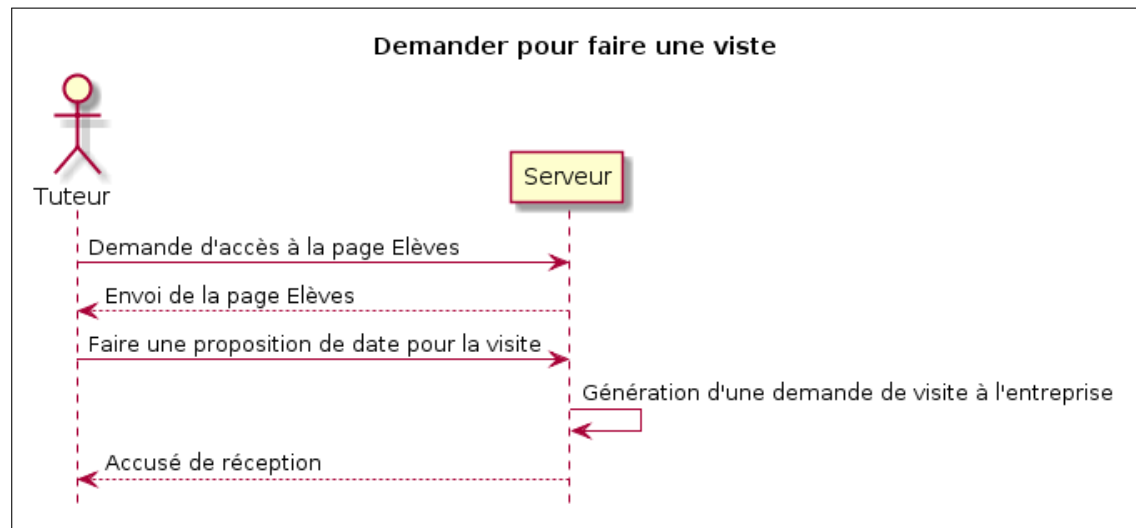 Demander pour faire une viste
Tuteur
Serveur
Demande d'accès à la page Elèves
Envoi de la page Elèves
Faire une proposition de date pour la visite
Génération d'une demande de visite à l'entreprise
Accusé de réception